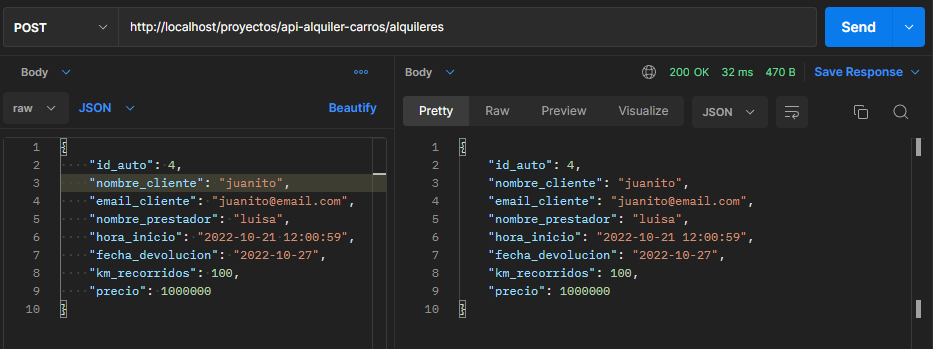 POST http://localhost/proyectos/api-alquiler-carros/alquileres Send
Body
raw JSON Beautify
1 {
2 "id_auto": 4,
3 "nombre_cliente": "juanito",
4 "email_cliente": "juanito@email.com",
5 "nombre_prestador": "luisa",
6 "hora_inicio": "2022-10-21 12:00:59",
7 "fecha_devolucion": "2022-10-27",
8 "km_recorridos": 100,
9 "precio": 1000000
10 }
Body 200 OK 32 ms 470 B Save Response
Pretty Raw Preview Visualize JSON
1 {
2 "id_auto": 4,
3 "nombre_cliente": "juanito",
4 "email_cliente": "juanito@email.com",
5 "nombre_prestador": "luisa",
6 "hora_inicio": "2022-10-21 12:00:59",
7 "fecha_devolucion": "2022-10-27",
8 "km_recorridos": 100,
9 "precio": 1000000
10 }